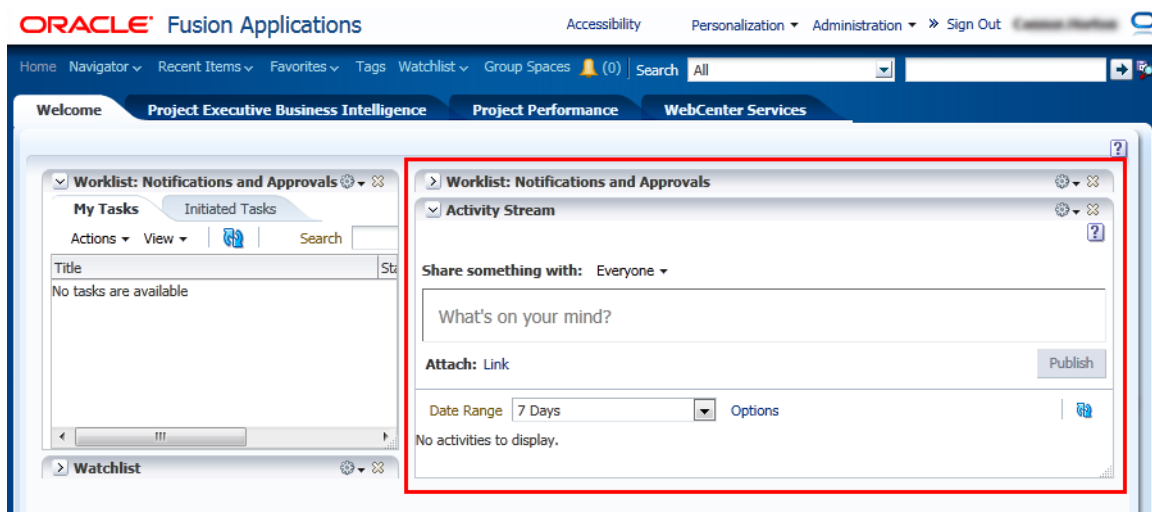 ORACLE Fusion Applications Accessibility Personalization Administration » Sign Out
Home Navigator Recent Items Favorites Tags Watchlist Group Spaces (0) Search All
Welcome Project Executive Business Intelligence Project Performance WebCenter Services
?
Worklist: Notifications and Approvals
My Tasks Initiated Tasks
Actions View Search
Title
No tasks are available
Watchlist
Worklist: Notifications and Approvals
Activity Stream
?
Share something with: Everyone
What's on your mind?
Attach: Link Publish
Date Range 7 Days Options
No activities to display.